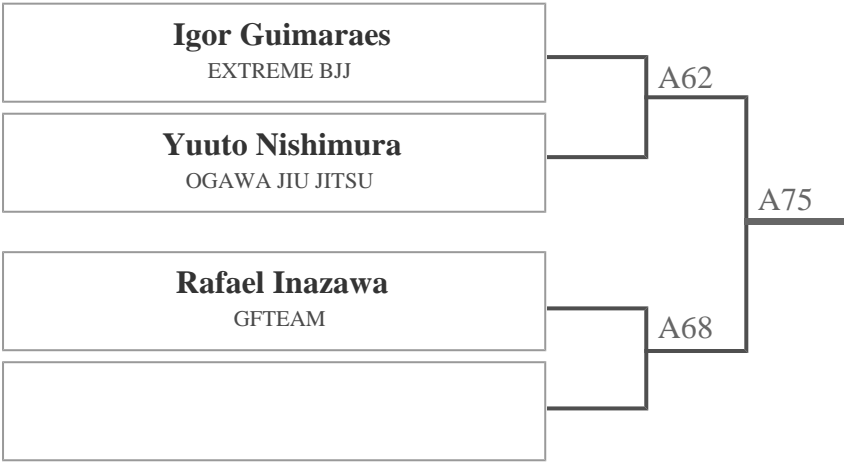 Igor Guimaraes
EXTREME BJJ
A62
Yuuto Nishimura
OGAWA JIU JITSU
A75
Rafael Inazawa
GFTEAM
A68